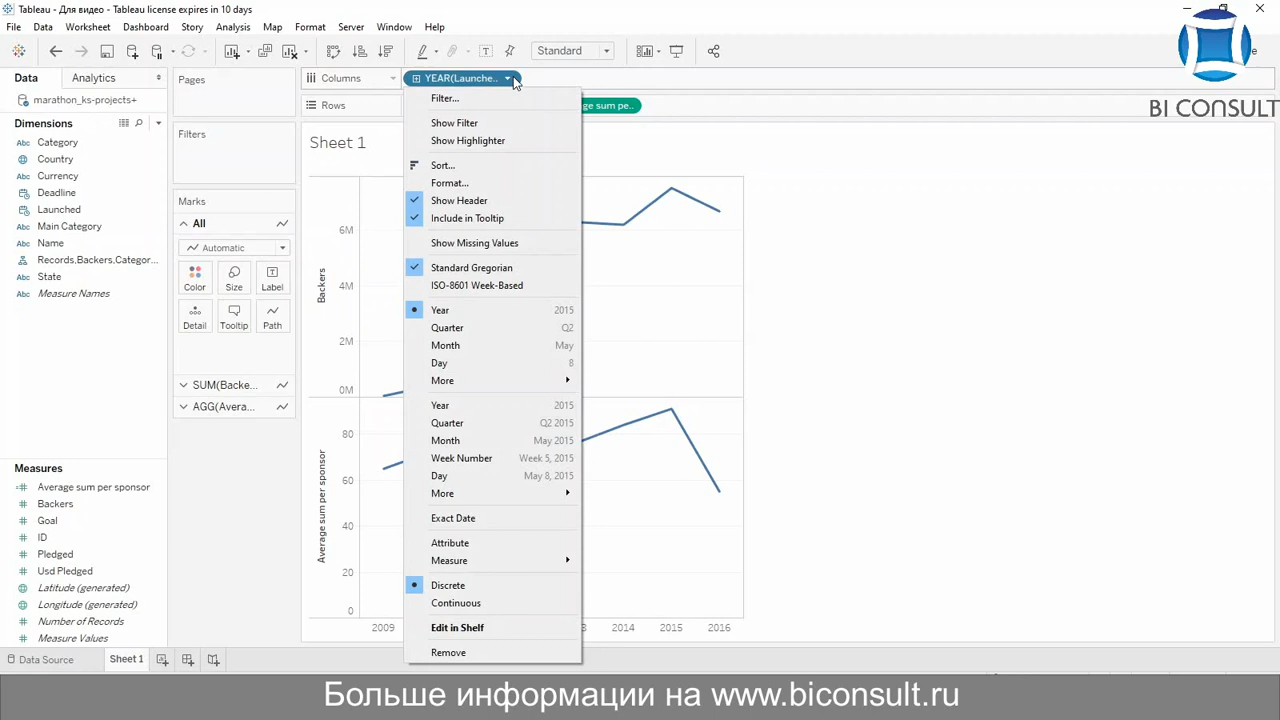 Tableau - Для видео - Tableau license expires in 10 days
File Data Worksheet Dashboard Story Analysis Map Format Server Window Help
Standard
Data Analytics
marathon_ks-projects+
Dimensions
Abc Category
Country
Abc Currency
Deadline
Launched
Abc Main Category
Abc Name
Records,Backers,Categor...
Abc State
Abc Measure Names
Measures
Average sum per sponsor
Backers
Goal
ID
Pledged
Usd Pledged
Latitude (generated)
Longitude (generated)
Number of Records
Measure Values
Pages
Filters
Marks
All
Automatic
Color Size Label
Detail Tooltip Path
SUM(Backe...
AGG(Avera...
Columns YEAR(Launche..
Rows ge sum pe..
BI CONSULT
Sheet 1
Filter...
Show Filter
Show Highlighter
Sort...
Format...
Show Header
Include in Tooltip
Show Missing Values
Standard Gregorian
ISO-8601 Week-Based
Year 2015
Quarter Q2
Month May
Day 8
More
Year 2015
Quarter Q2 2015
Month May 2015
Week Number Week 5, 2015
Day May 8, 2015
More
Exact Date
Attribute
Measure
Discrete
Continuous
Edit in Shelf
Remove
Backers
6M
4M
2M
0M
Average sum per sponsor
80
60
40
20
0
2009 2014 2015 2016
Data Source Sheet 1
Больше информации на www.biconsult.ru